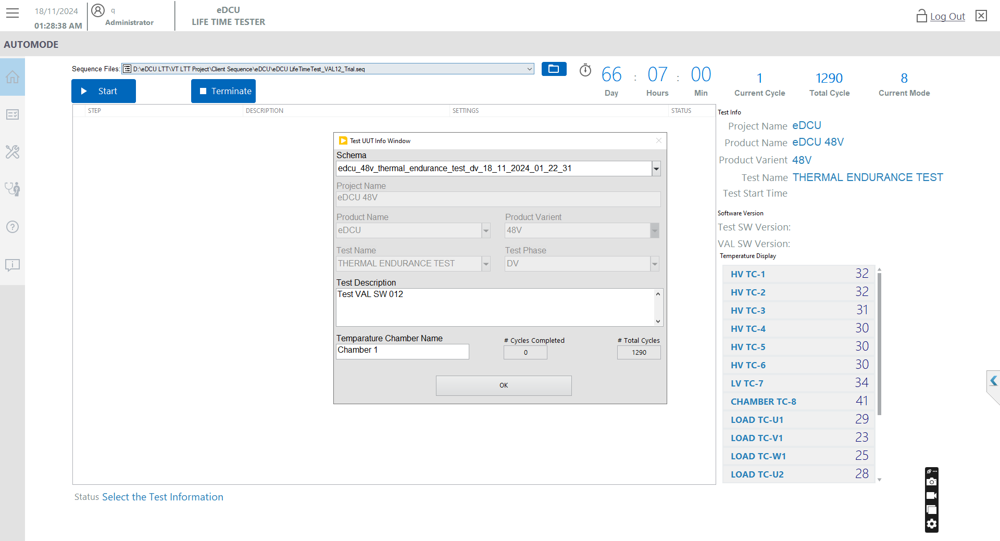 18/11/2024
01:28:38 AM
q
Administrator
eDCU
LIFE TIME TESTER
Log Out
AUTOMODE
Sequence Files: D:\eDCU LTT\VT LTT Project\Client Sequence\eDCU\eDCU LifeTimeTest_VAL12_Trial.seq
Start
Terminate
66 : 07 : 00
Day Hours Min
1 1290 8
Current Cycle Total Cycle Current Mode
STEP DESCRIPTION SETTINGS STATUS
Test UUT Info Window
Schema
edcu_48v_thermal_endurance_test_dv_18_11_2024_01_22_31
Project Name
eDCU 48V
Product Name Product Varient
eDCU 48V
Test Name Test Phase
THERMAL ENDURANCE TEST DV
Test Description
Test VAL SW 012
Temparature Chamber Name # Cycles Completed # Total Cycles
Chamber 1 0 1290
OK
Test Info
Project Name eDCU
Product Name eDCU 48V
Product Varient 48V
Test Name THERMAL ENDURANCE TEST
Test Start Time
Software Version
Test SW Version:
VAL SW Version:
Temperature Display
HV TC-1 32
HV TC-2 32
HV TC-3 31
HV TC-4 30
HV TC-5 30
HV TC-6 30
LV TC-7 34
CHAMBER TC-8 41
LOAD TC-U1 29
LOAD TC-V1 23
LOAD TC-W1 25
LOAD TC-U2 28
Status Select the Test Information